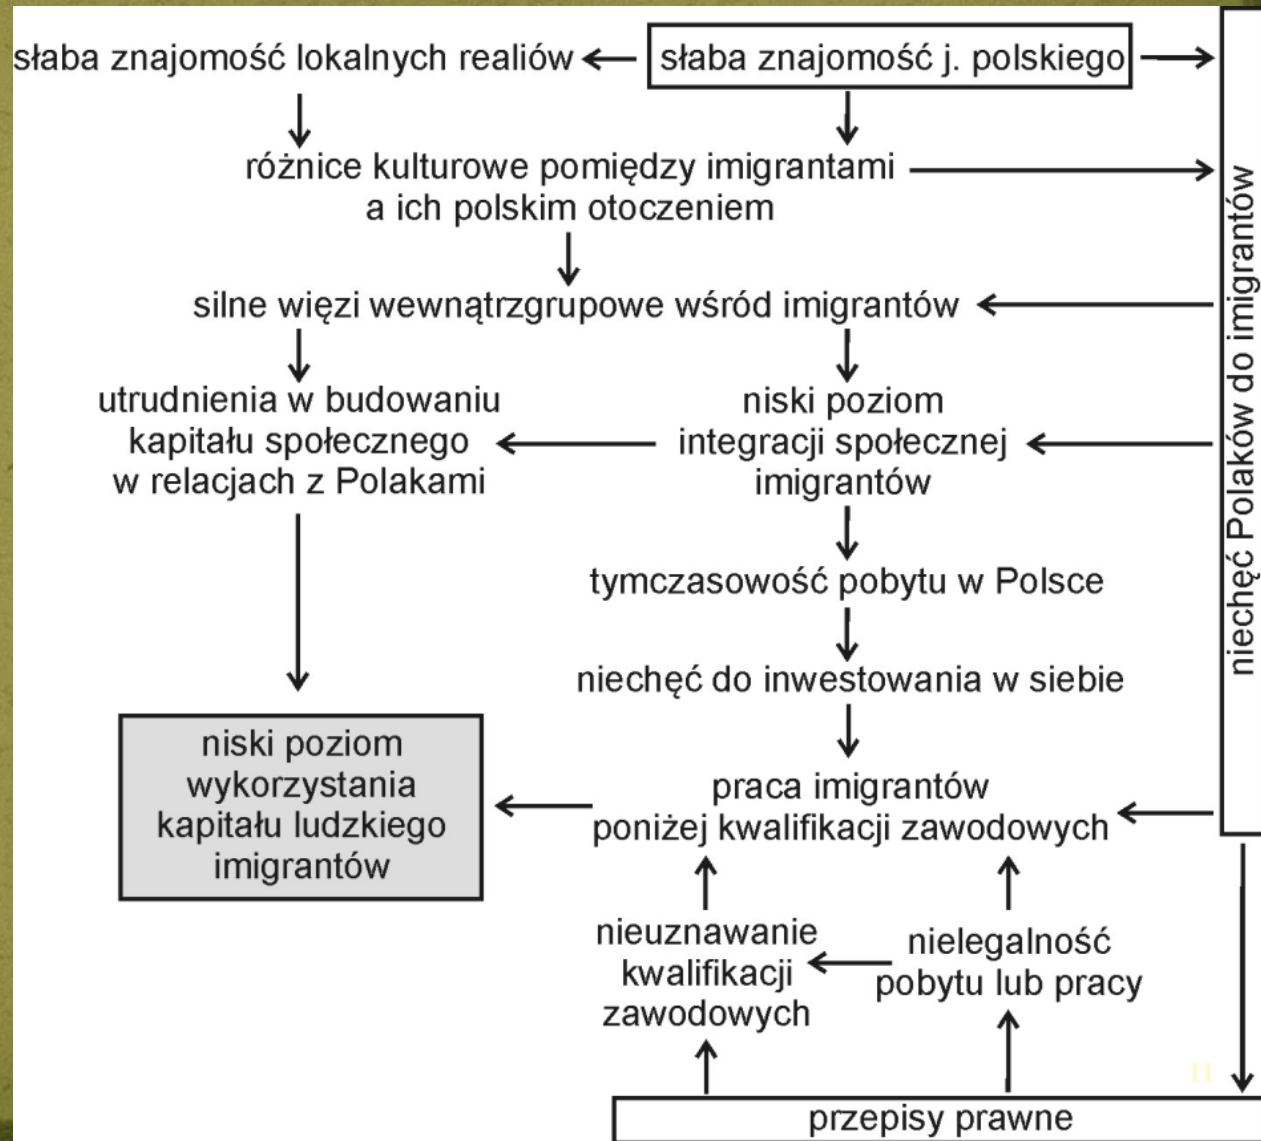 słaba znajomość lokalnych realiów
słaba znajomość j. polskiego
różnice kulturowe pomiędzy imigrantami
a ich polskim otoczeniem
silne więzi wewnątrzgrupowe wśród imigrantów
utrudnienia w budowaniu
kapitału społecznego
w relacjach z Polakami
niski poziom
integracji społecznej
imigrantów
tymczasowość pobytu w Polsce
niechęć do inwestowania w siebie
niski poziom
wykorzystania
kapitału ludzkiego
imigrantów
praca imigrantów
poniżej kwalifikacji zawodowych
nieuznawanie
kwalifikacji
zawodowych
nielegalność
pobytu lub pracy
przepisy prawne
niechęć Polaków do imigrantów
11